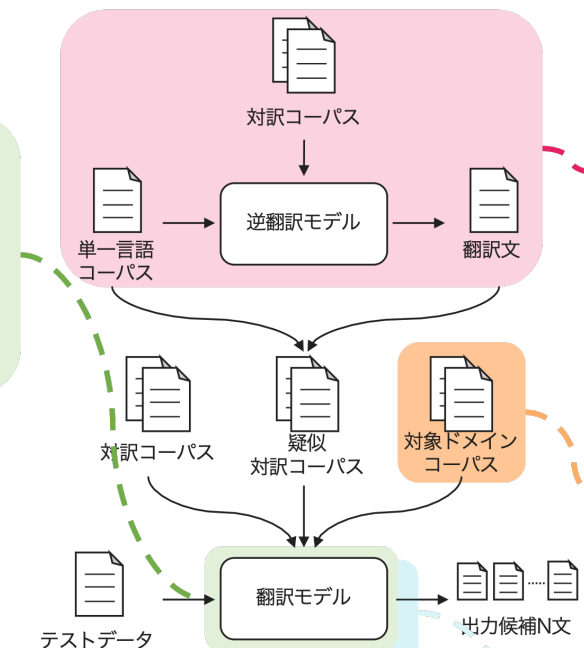 対訳コーパス
逆翻訳モデル
単一言語
コーパス
翻訳文
対訳コーパス
疑似
対訳コーパス
対象ドメイン
コーパス
翻訳モデル
テストデータ
出力候補N文